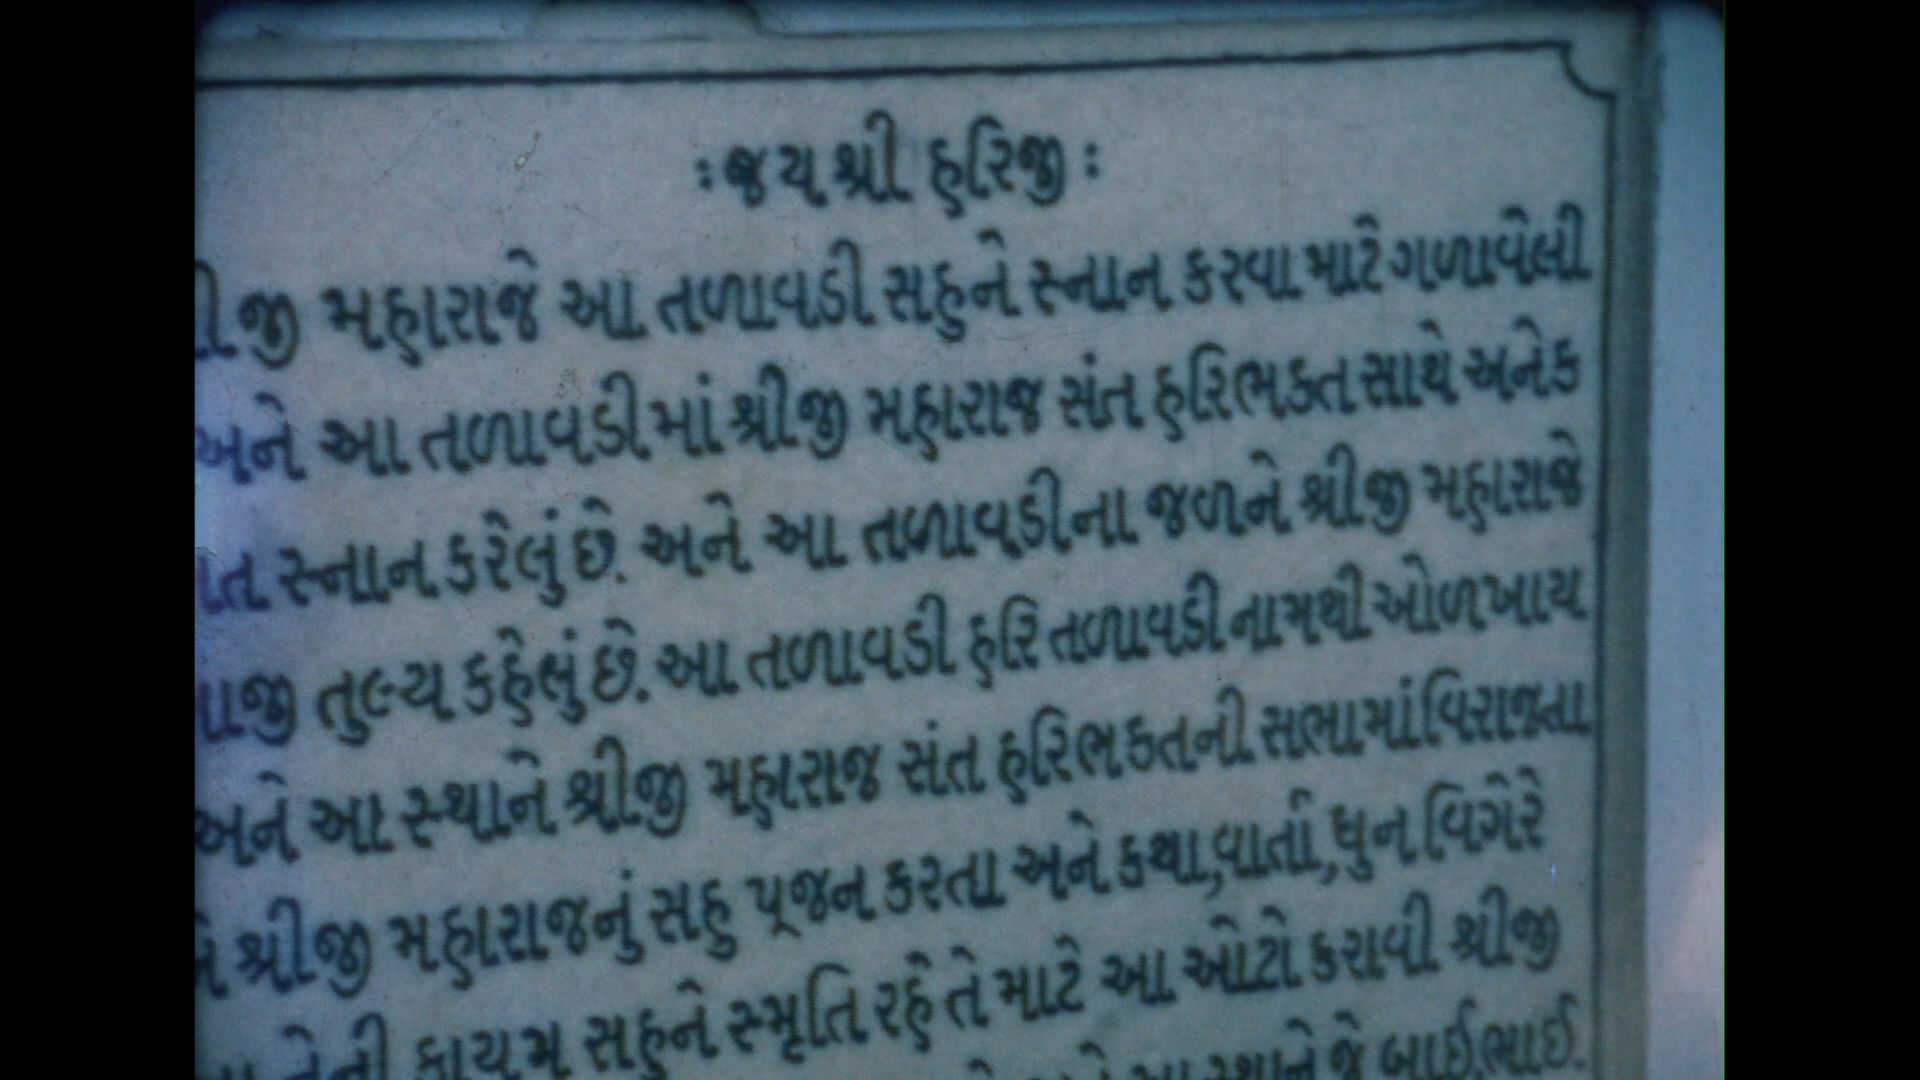 :જય શ્રી હરિજી:
જી મહારાજે આ તળાવડી સહુને સ્નાન કરવા માટે ગળાવેલી
અને આ તળાવડીમાં શ્રીજી મહારાજ સંત હરિભક્ત સાથે અનેક
સ્નાન કરેલું છે. અને આ તળાવડીના જળને શ્રીજી મહારાજે
તુલ્ય કહેલું છે. આ તળાવડી હરિ તળાવડી નામથી ઓળખાય
અને આ સ્થાને શ્રીજી મહારાજ સંત હરિભક્તની સભામાં વિરાજતા
શ્રીજી મહારાજનું સહુ પૂજન કરતા અને કથા,વાર્તા,ધુન વિગેરે
કાયમ સહુને સ્મૃતિ રહે તે માટે આ ઓટો કરાવી શ્રીજી
આ સ્થાને જે બાઈ,ભાઈ.